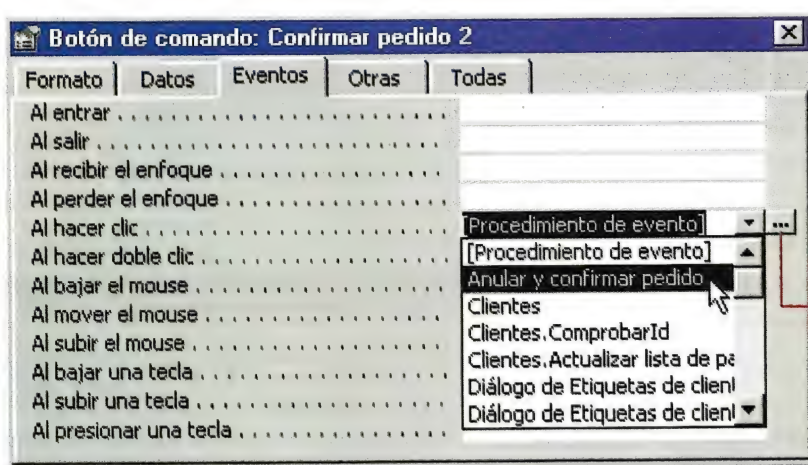 Botón de comando: Confirmar pedido 2
Formato Datos Eventos Otras Todas
Al entrar
Al salir
Al recibir el enfoque
Al perder el enfoque
Al hacer clic [Procedimiento de evento] ...
Al hacer doble clic [Procedimiento de evento]
Al bajar el mouse Anular y confirmar pedido
Al mover el mouse Clientes
Al subir el mouse Clientes.ComprobarId
Al bajar una tecla Clientes.Actualizar lista de pa
Al subir una tecla Diálogo de Etiquetas de client
Al presionar una tecla Diálogo de Etiquetas de client